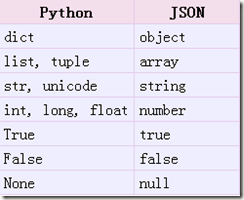 Python JSON
dict object
list, tuple array
str, unicode string
int, long, float number
True true
False false
None null